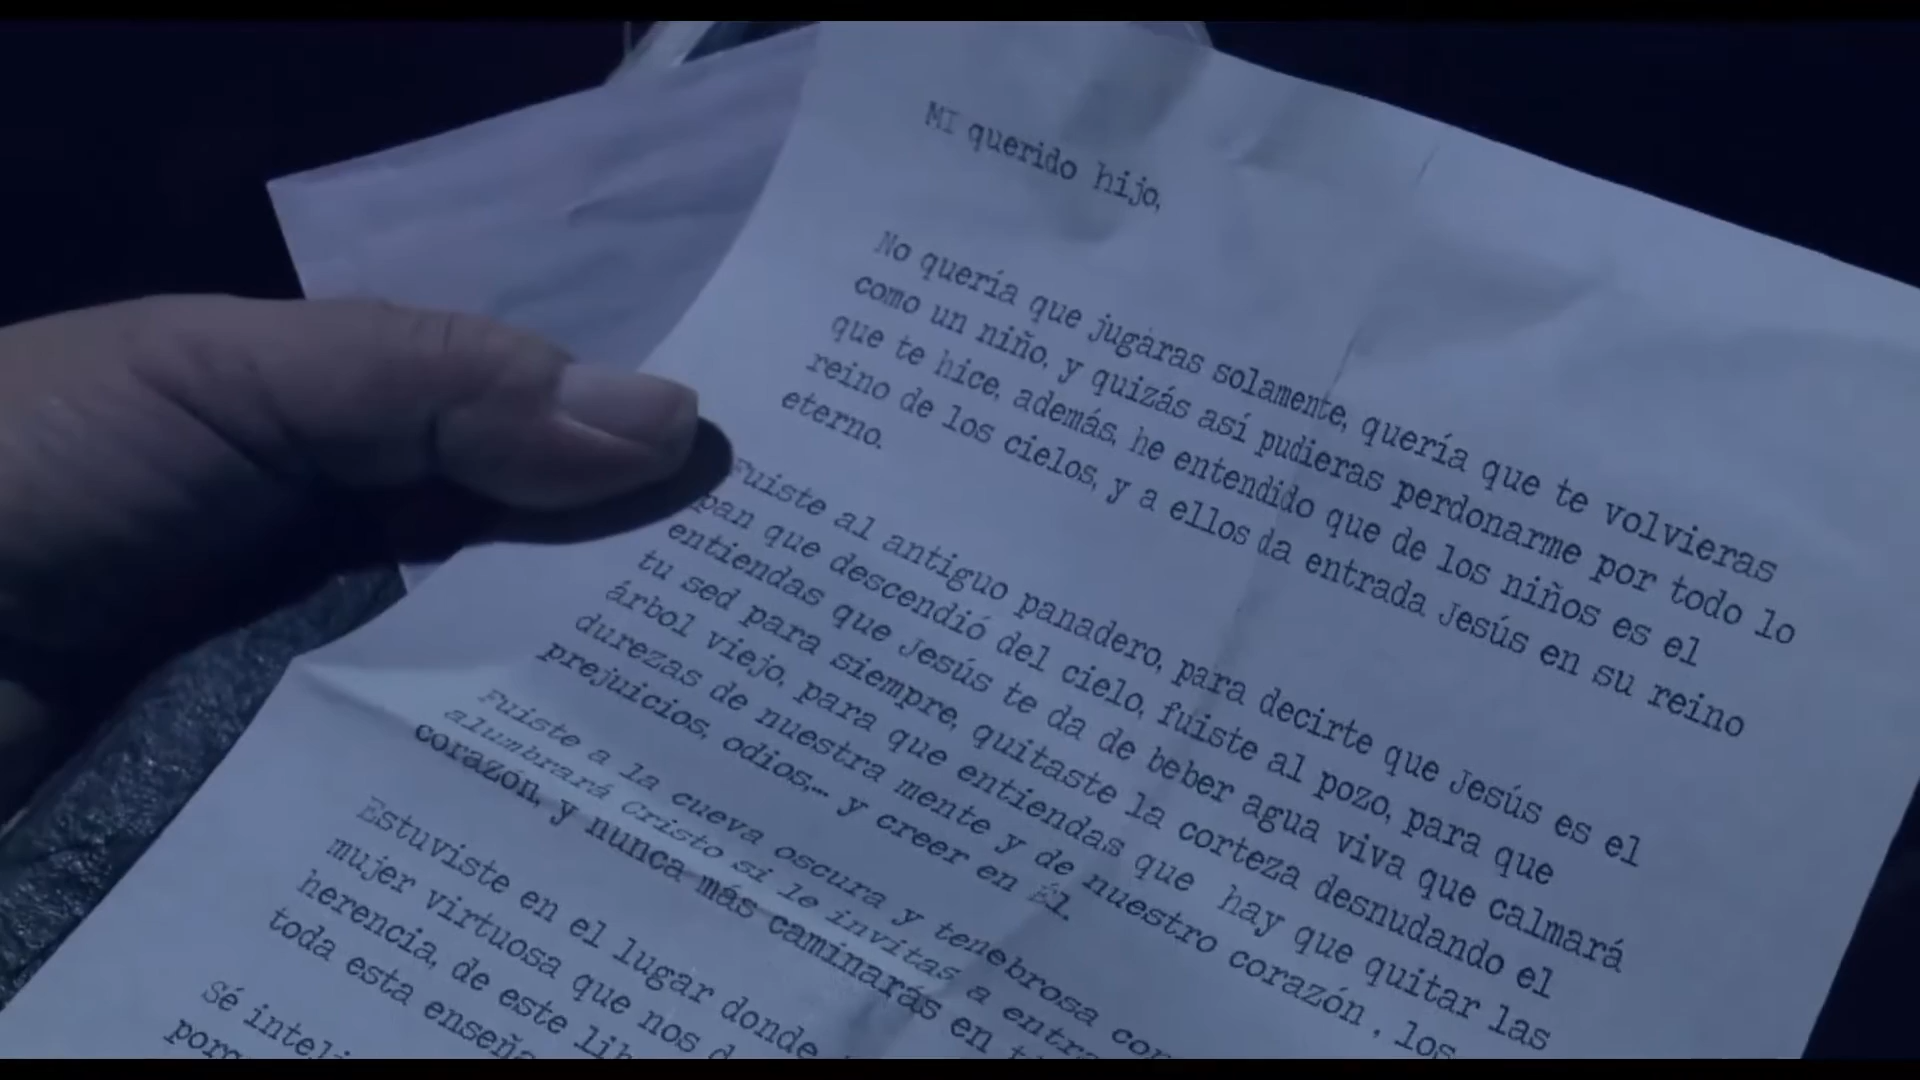 MI querido hijo,
No quería que jugaras solamente, quería que te volvieras
como un niño, y quizás así pudieras perdonarme por todo lo
que te hice, además, he entendido que de los niños es el
reino de los cielos, y a ellos da entrada Jesús en su reino
eterno.
Fuiste al antiguo panadero, para decirte que Jesús es el
pan que descendió del cielo, fuiste al pozo, para que
entiendas que Jesús te da de beber agua viva que calmará
tu sed para siempre, quitaste la corteza desnudando el
árbol viejo, para que entiendas que hay que quitar las
durezas de nuestra mente y de nuestro corazón , los
prejuicios, odios,... y creer en Él.
Fuiste a la cueva oscura y tenebrosa
alumbrará Cristo si le invitas a
corazón, y nunca más caminarás en
Estuviste en el lugar donde
mujer virtuosa que nos
herencia, de este
toda esta
Sé